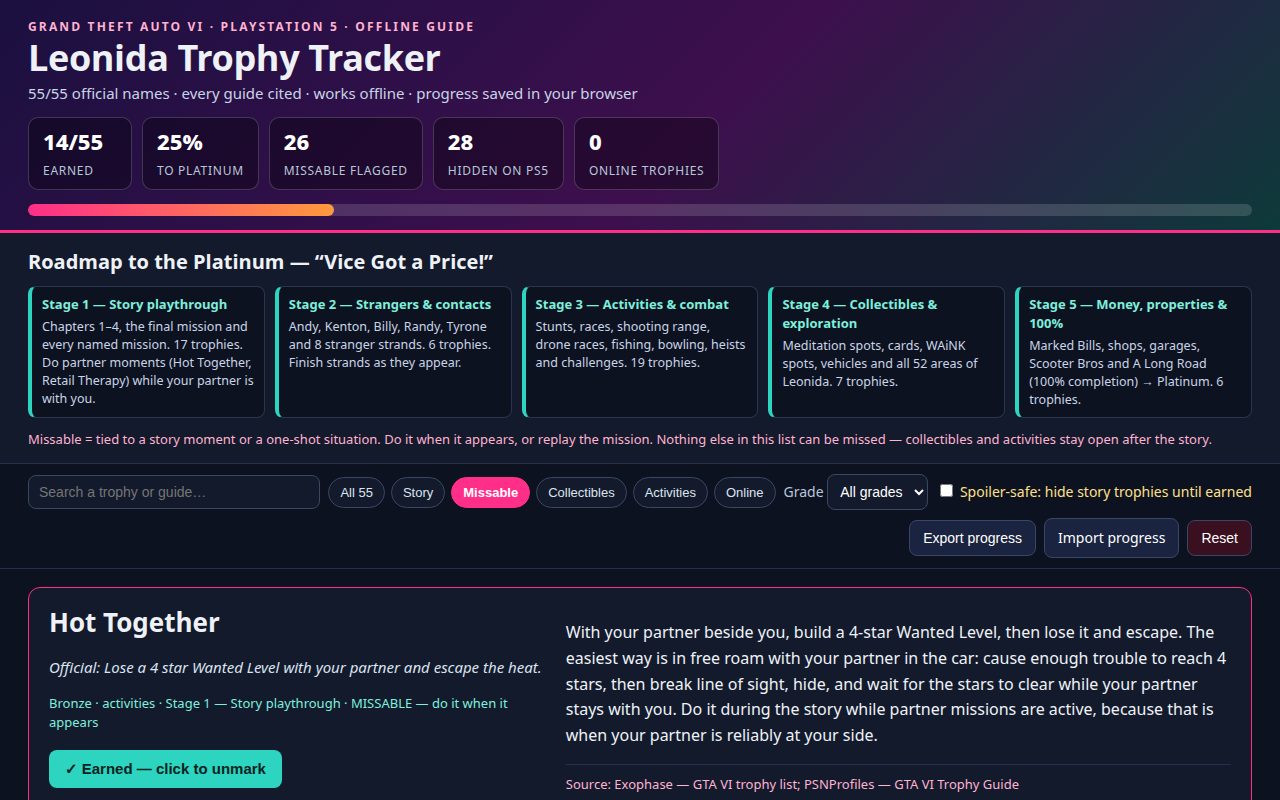 GRAND THEFT AUTO VI · PLAYSTATION 5 · OFFLINE GUIDE
Leonida Trophy Tracker
55/55 official names · every guide cited · works offline · progress saved in your browser
14/55
EARNED
25%
TO PLATINUM
26
MISSABLE FLAGGED
28
HIDDEN ON PS5
0
ONLINE TROPHIES
Roadmap to the Platinum — “Vice Got a Price!”
Stage 1 — Story playthrough
Chapters 1–4, the final mission and
every named mission. 17 trophies.
Do partner moments (Hot Together,
Retail Therapy) while your partner is
with you.
Stage 2 — Strangers & contacts
Andy, Kenton, Billy, Randy, Tyrone
and 8 stranger strands. 6 trophies.
Finish strands as they appear.
Stage 3 — Activities & combat
Stunts, races, shooting range,
drone races, fishing, bowling, heists
and challenges. 19 trophies.
Stage 4 — Collectibles &
exploration
Meditation spots, cards, WAiNK
spots, vehicles and all 52 areas of
Leonida. 7 trophies.
Stage 5 — Money, properties &
100%
Marked Bills, shops, garages,
Scooter Bros and A Long Road
(100% completion) → Platinum. 6
trophies.
Missable = tied to a story moment or a one-shot situation. Do it when it appears, or replay the mission. Nothing else in this list can be missed — collectibles and activities stay open after the story.
Search a trophy or guide…
All 55
Story
Missable
Collectibles
Activities
Online
Grade
All grades
Spoiler-safe: hide story trophies until earned
Export progress
Import progress
Reset
Hot Together
Official: Lose a 4 star Wanted Level with your partner and escape the heat.
Bronze · activities · Stage 1 — Story playthrough · MISSABLE — do it when it
appears
✓ Earned — click to unmark
With your partner beside you, build a 4-star Wanted Level, then lose it and escape. The
easiest way is in free roam with your partner in the car: cause enough trouble to reach 4
stars, then break line of sight, hide, and wait for the stars to clear while your partner
stays with you. Do it during the story while partner missions are active, because that is
when your partner is reliably at your side.
Source: Exophase — GTA VI trophy list; PSNProfiles — GTA VI Trophy Guide